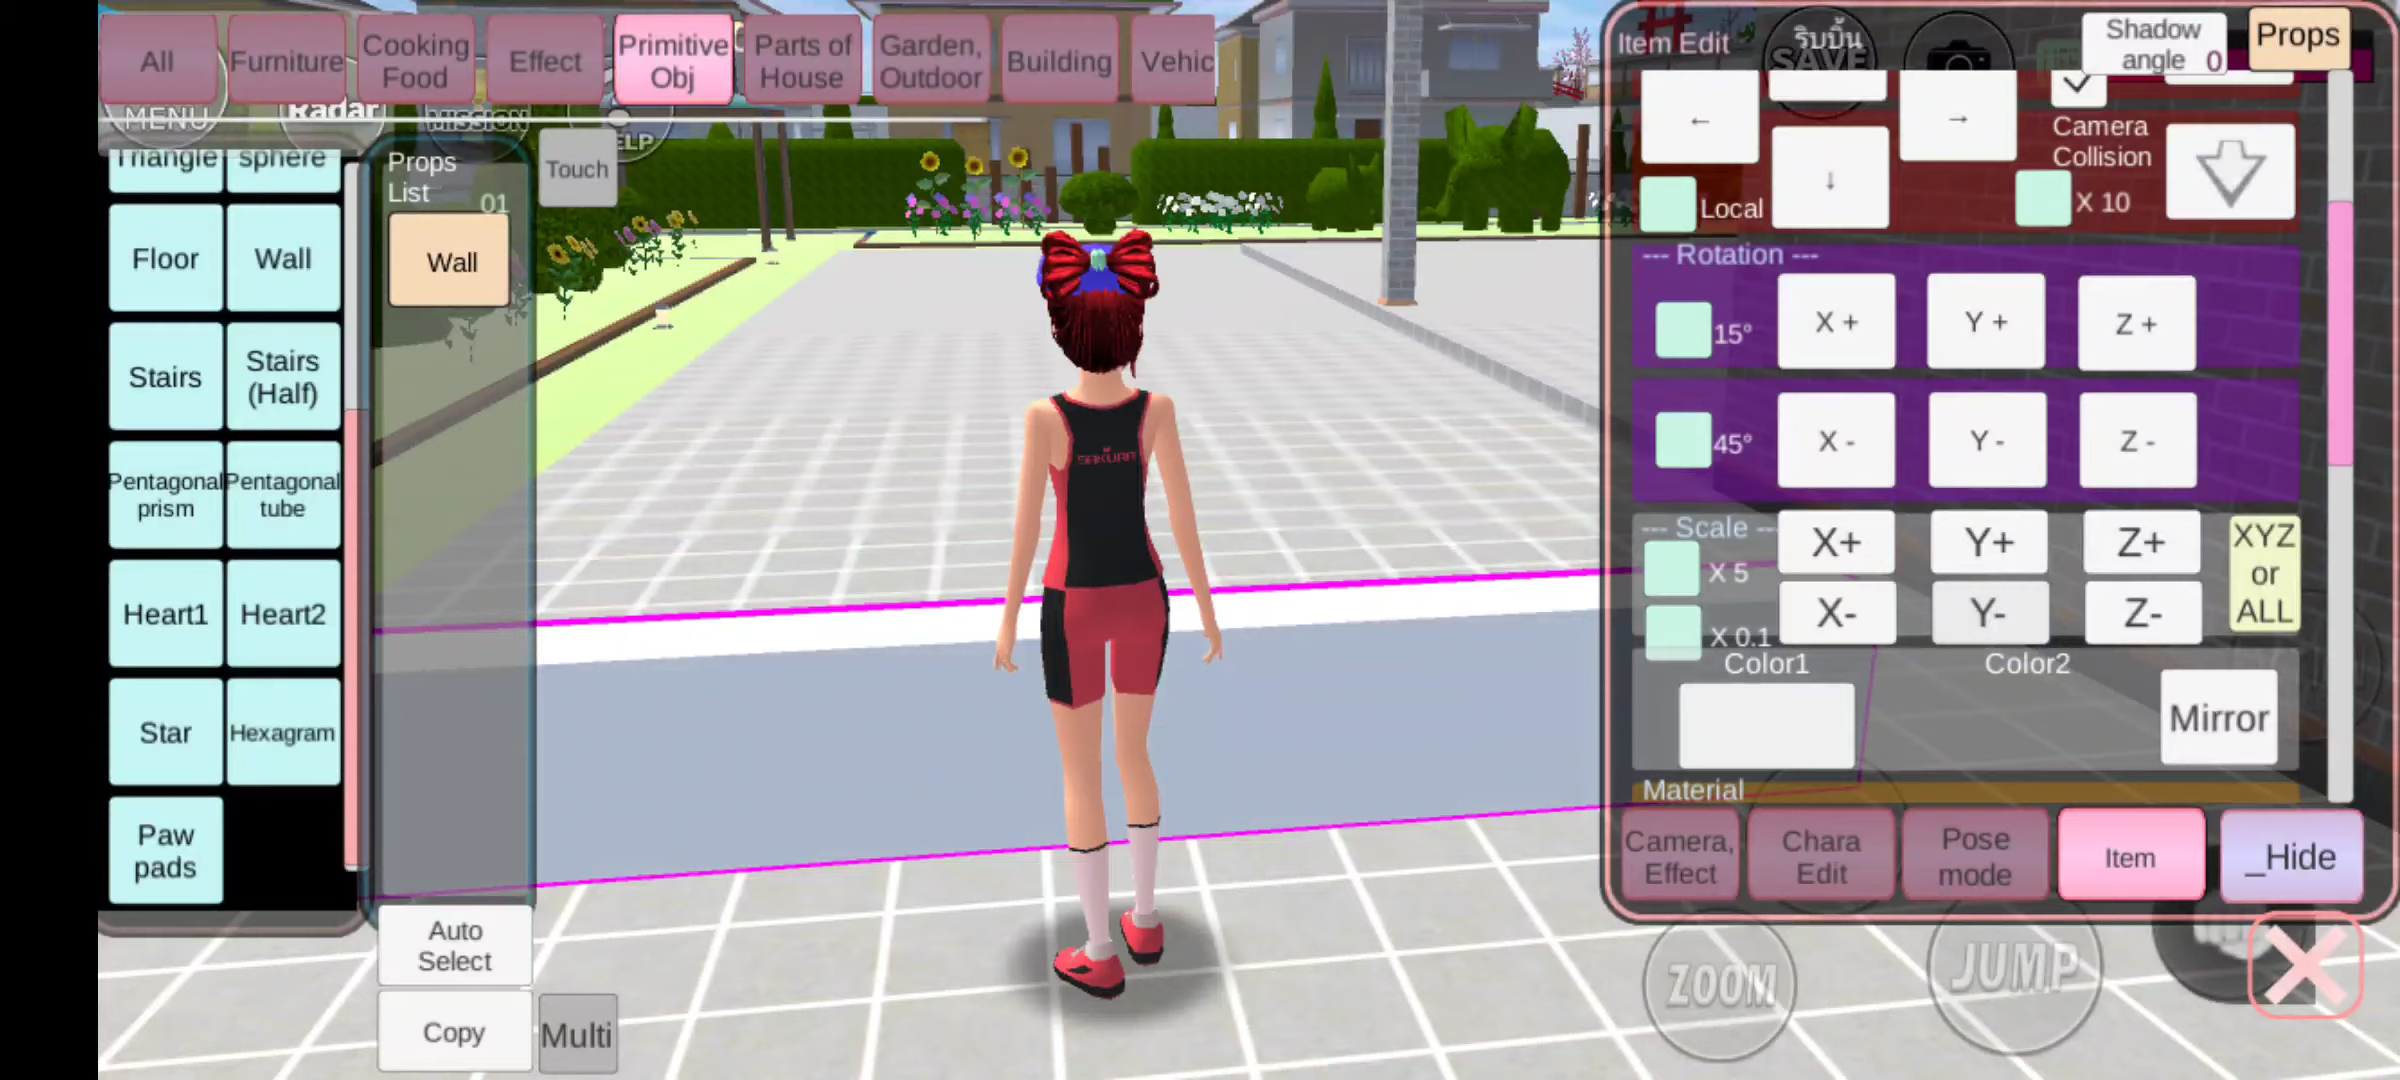 All
Furniture
Cooking
Food
Effect
Primitive
Obj
Parts of
House
Garden,
Outdoor
Building
Vehic
MENU
Radar
MISSION
ELP
Triangle
sphere
Floor
Wall
Stairs
Stairs
(Half)
Pentagonal
prism
Pentagonal
tube
Heart1
Heart2
Star
Hexagram
Paw
pads
Props
List
01
Wall
Touch
Auto
Select
Copy
Multi
SAKURA
Item Edit
SAVE
ริบบิ้น
Shadow
angle 0
Props
←
→
↓
Local
Camera
Collision
X 10
--- Rotation ---
15°
X +
Y +
Z +
45°
X -
Y -
Z -
--- Scale ---
X 5
X 0.1
X+
Y+
Z+
X-
Y-
Z-
XYZ
or
ALL
Color1
Color2
Mirror
Material
Camera,
Effect
Chara
Edit
Pose
mode
Item
_Hide
ZOOM
JUMP